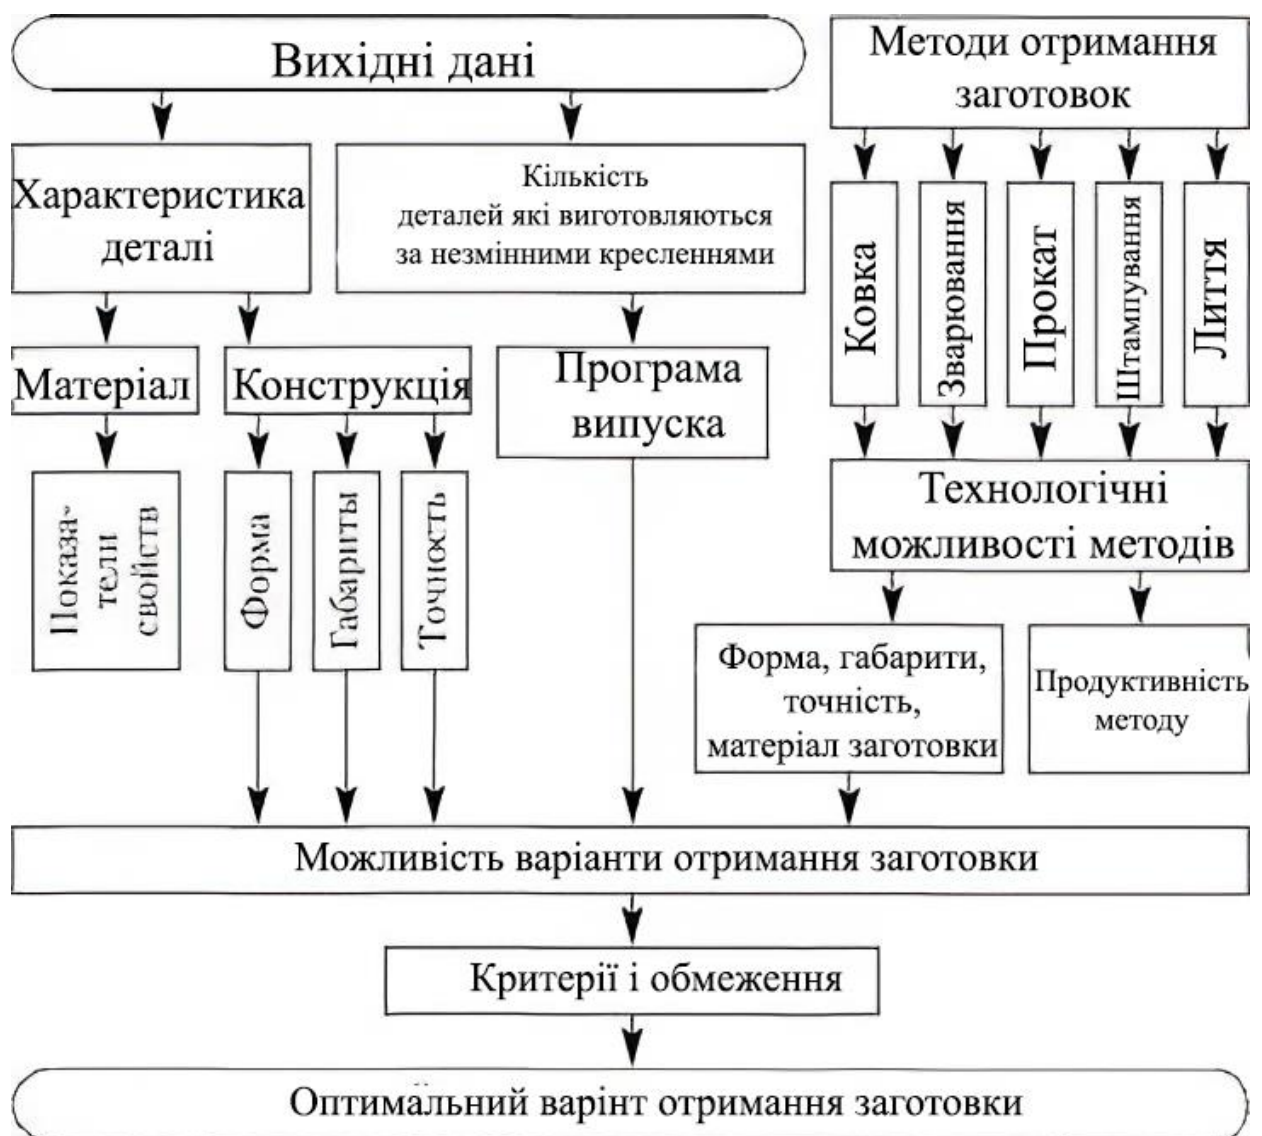 Вихідні дані
Методи отримання
заготовок
Характеристика
деталі
Кількість
деталей які виготовляються
за незмінними кресленнями
Ковка
Зварювання
Прокат
Штампування
Лиття
Матеріал
Конструкція
Програма
випуска
Показа-
тели
свойств
Форма
Габариты
Точность
Технологічні
можливості методів
Форма, габарити,
точність,
матеріал заготовки
Продуктивність
методу
Можливість варіанти отримання заготовки
Критерії і обмеження
Оптимальний варінт отримання заготовки